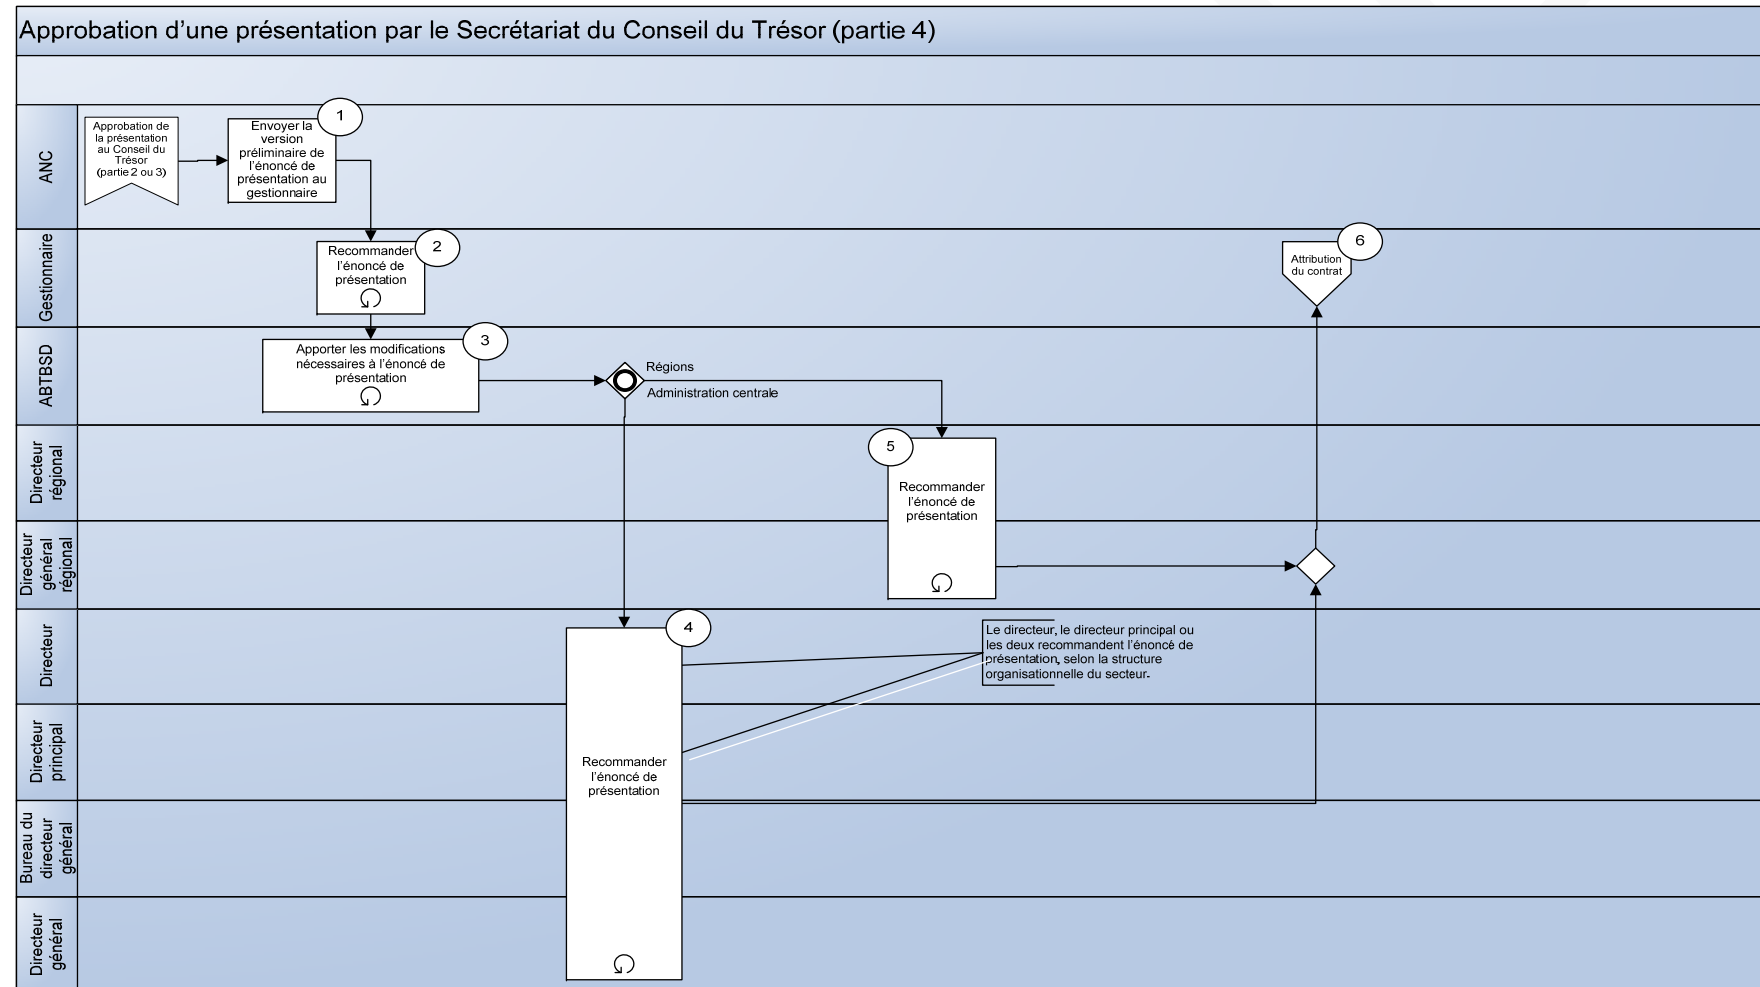 Approbation d’une présentation par le Secrétariat du Conseil du Trésor (partie 4)
ANC
Approbation de
la présentation
au Conseil du
Trésor
(partie 2 ou 3)
1
Envoyer la
version
préliminaire de
l’énoncé de
présentation au
gestionnaire
Gestionnaire
2
Recommander
l’énoncé de
présentation
6
Attribution
du contrat
ABTBSD
3
Apporter les modifications
nécessaires à l’énoncé de
présentation
Régions
Administration centrale
Directeur
régional
5
Recommander
l’énoncé de
présentation
Directeur
général
régional
Directeur
4
Le directeur, le directeur principal ou
les deux recommandent l’énoncé de
présentation, selon la structure
organisationnelle du secteur.
Directeur
principal
Recommander
l’énoncé de
présentation
Bureau du
directeur
général
Directeur
général